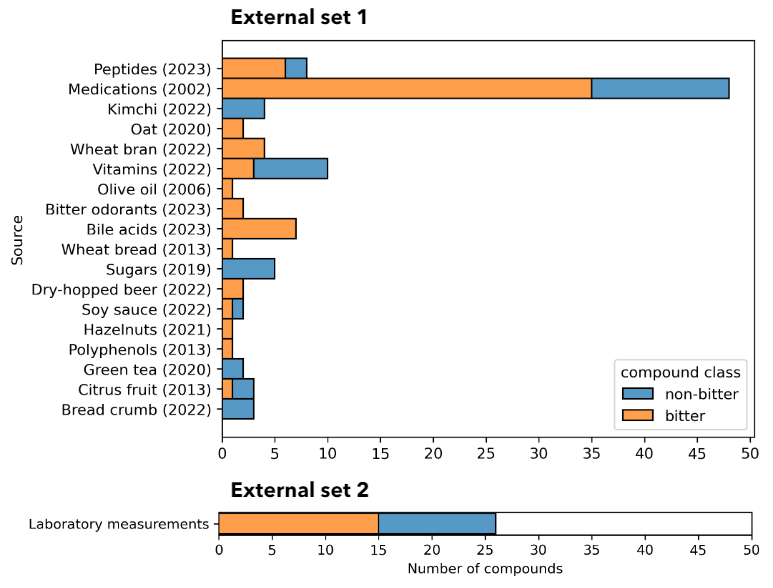 External set 1
Source
Peptides (2023)
Medications (2002)
Kimchi (2022)
Oat (2020)
Wheat bran (2022)
Vitamins (2022)
Olive oil (2006)
Bitter odorants (2023)
Bile acids (2023)
Wheat bread (2013)
Sugars (2019)
Dry-hopped beer (2022)
Soy sauce (2022)
Hazelnuts (2021)
Polyphenols (2013)
Green tea (2020)
Citrus fruit (2013)
Bread crumb (2022)
compound class
non-bitter
bitter
0 5 10 15 20 25 30 35 40 45 50
External set 2
Laboratory measurements
0 5 10 15 20 25 30 35 40 45 50
Number of compounds